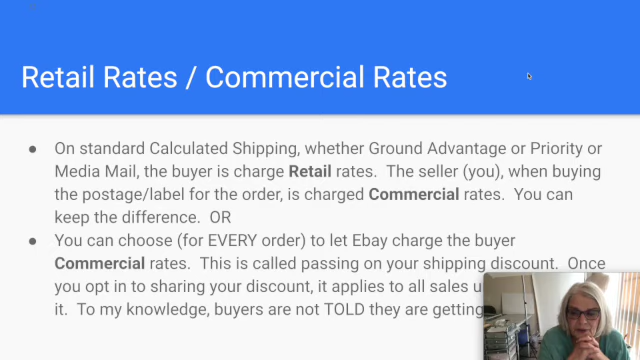 Retail Rates / Commercial Rates
● On standard Calculated Shipping, whether Ground Advantage or Priority or
Media Mail, the buyer is charge Retail rates. The seller (you), when buying
the postage/label for the order, is charged Commercial rates. You can
keep the difference. OR
● You can choose (for EVERY order) to let Ebay charge the buyer
Commercial rates. This is called passing on your shipping discount. Once
you opt in to sharing your discount, it applies to all sales
it. To my knowledge, buyers are not TOLD they are getting